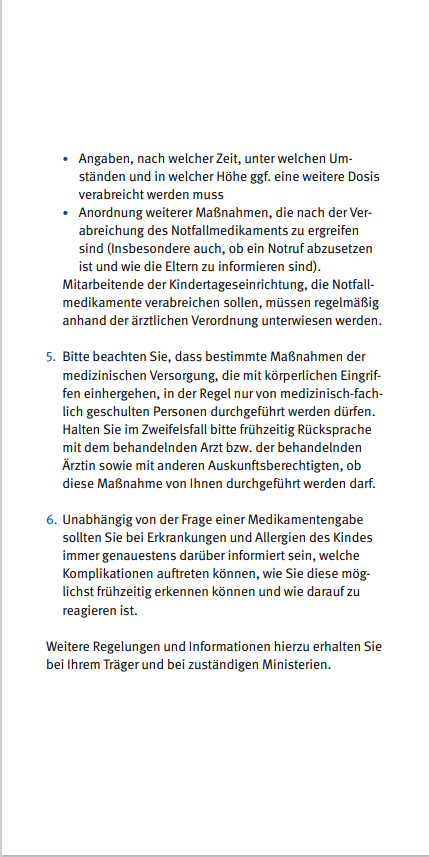 • Angaben, nach welcher Zeit, unter welchen Um-
ständen und in welcher Höhe ggf. eine weitere Dosis
verabreicht werden muss
• Anordnung weiterer Maßnahmen, die nach der Ver-
abreichung des Notfallmedikaments zu ergreifen
sind (Insbesondere auch, ob ein Notruf abzusetzen
ist und wie die Eltern zu informieren sind).
Mitarbeitende der Kindertageseinrichtung, die Notfall-
medikamente verabreichen sollen, müssen regelmäßig
anhand der ärztlichen Verordnung unterwiesen werden.
5. Bitte beachten Sie, dass bestimmte Maßnahmen der
medizinischen Versorgung, die mit körperlichen Eingrif-
fen einhergehen, in der Regel nur von medizinisch-fach-
lich geschulten Personen durchgeführt werden dürfen.
Halten Sie im Zweifelsfall bitte frühzeitig Rücksprache
mit dem behandelnden Arzt bzw. der behandelnden
Ärztin sowie mit anderen Auskunftsberechtigten, ob
diese Maßnahme von Ihnen durchgeführt werden darf.
6. Unabhängig von der Frage einer Medikamentengabe
sollten Sie bei Erkrankungen und Allergien des Kindes
immer genauestens darüber informiert sein, welche
Komplikationen auftreten können, wie Sie diese mög-
lichst frühzeitig erkennen können und wie darauf zu
reagieren ist.
Weitere Regelungen und Informationen hierzu erhalten Sie
bei Ihrem Träger und bei zuständigen Ministerien.